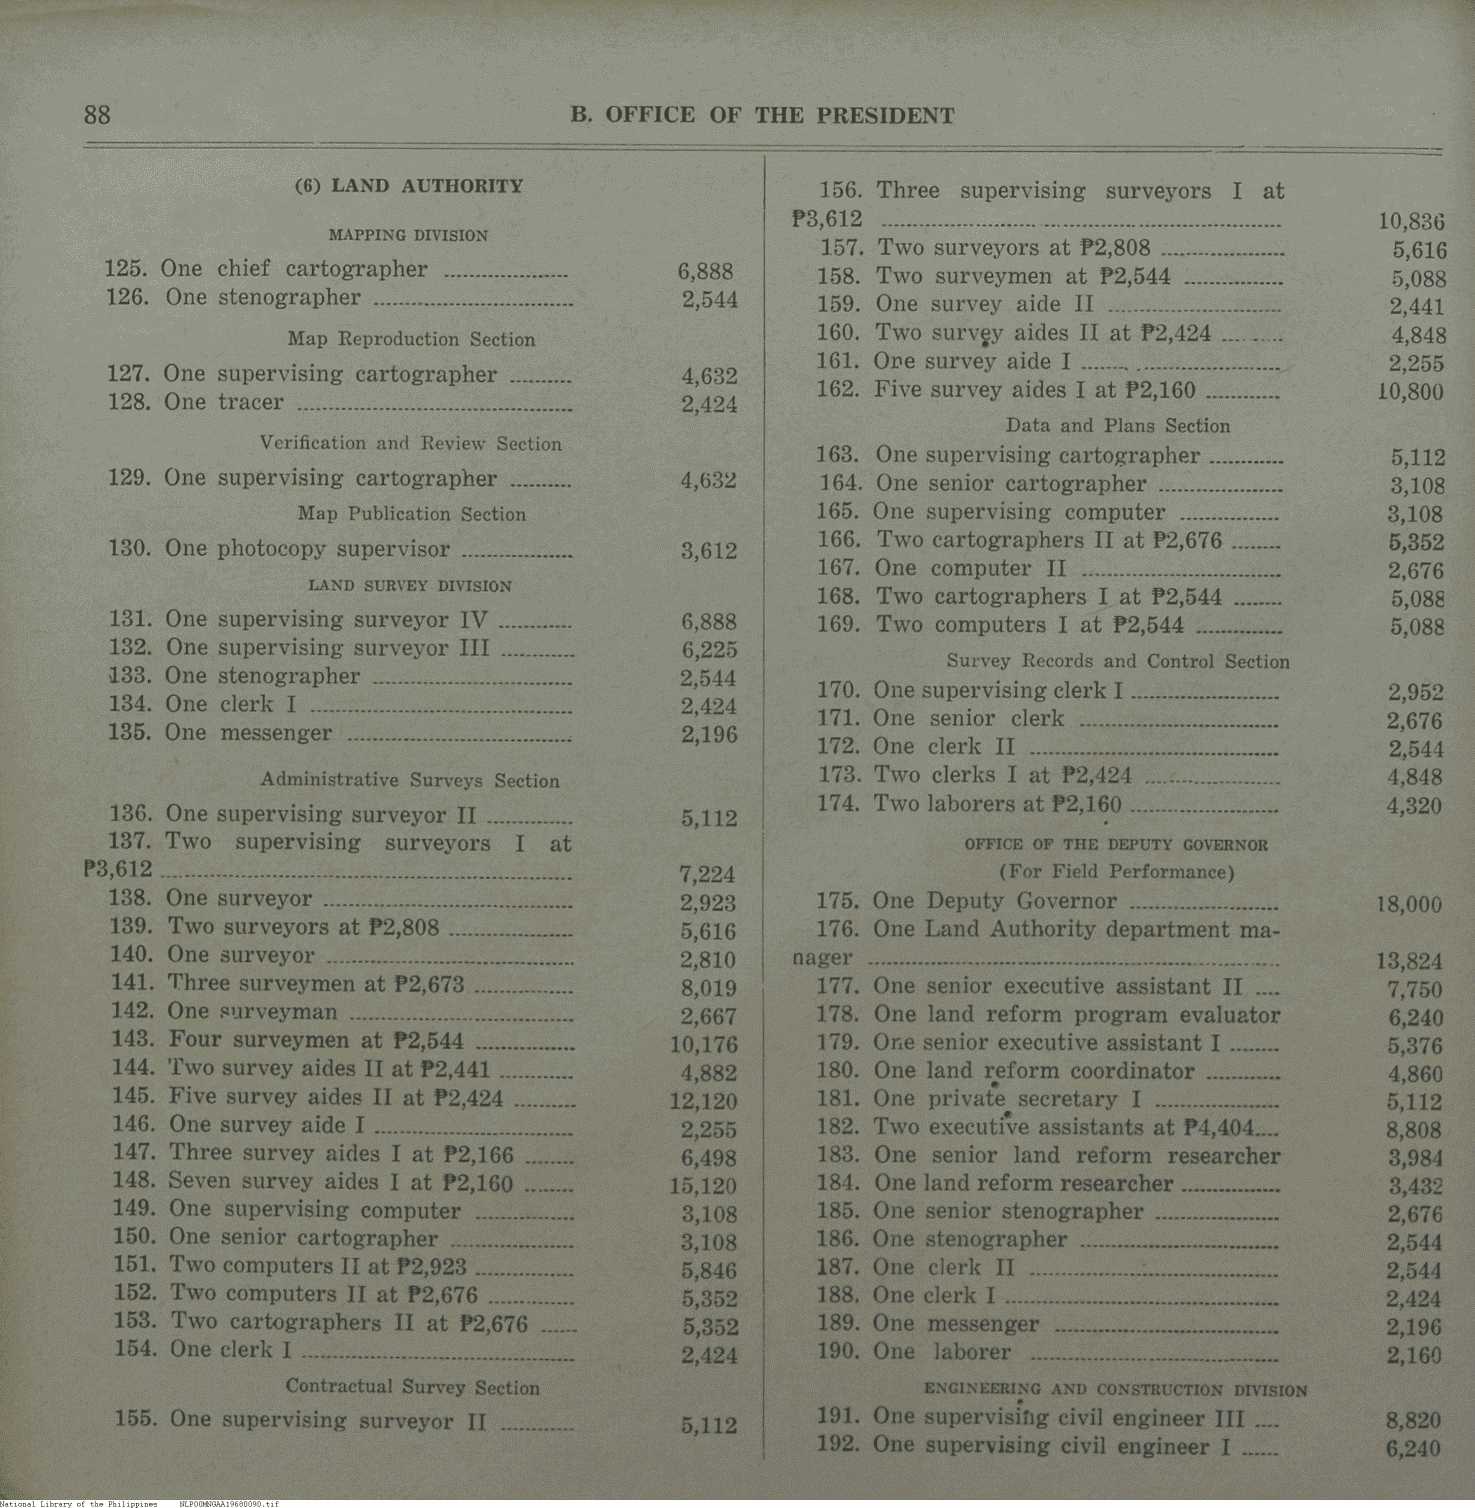 88
B. OFFICE OF THE PRESIDENT
(6) LAND AUTHORITY
MAPPING DIVISION
125. One chief cartographer .................... 6,888
126. One stenographer ................................ 2,544
Map Reproduction Section
127. One supervising cartographer .......... 4,632
128. One tracer ............................................ 2,424
Verification and Review Section
129. One supervising cartographer .......... 4,632
Map Publication Section
130. One photocopy supervisor .................. 3,612
LAND SURVEY DIVISION
131. One supervising surveyor IV ............ 6,888
132. One supervising surveyor III ............ 6,225
133. One stenographer ................................ 2,544
134. One clerk I .......................................... 2,424
135. One messenger .................................... 2,196
Administrative Surveys Section
136. One supervising surveyor II .............. 5,112
137. Two supervising surveyors I at
₱3,612 .................................................................. 7,224
138. One surveyor ........................................ 2,923
139. Two surveyors at ₱2,808 .................... 5,616
140. One surveyor ........................................ 2,810
141. Three surveymen at ₱2,673 ................ 8,019
142. One surveyman .................................... 2,667
143. Four surveymen at ₱2,544 ................ 10,176
144. Two survey aides II at ₱2,441 ............ 4,882
145. Five survey aides II at ₱2,424 .......... 12,120
146. One survey aide I ................................ 2,255
147. Three survey aides I at ₱2,166 ........ 6,498
148. Seven survey aides I at ₱2,160 ........ 15,120
149. One supervising computer ................ 3,108
150. One senior cartographer .................... 3,108
151. Two computers II at ₱2,923 ................ 5,846
152. Two computers II at ₱2,676 .............. 5,352
153. Two cartographers II at ₱2,676 ...... 5,352
154. One clerk I ............................................ 2,424
Contractual Survey Section
155. One supervising surveyor II ............ 5,112
156. Three supervising surveyors I at
₱3,612 ................................................................ 10,836
157. Two surveyors at ₱2,808 .................... 5,616
158. Two surveymen at ₱2,544 ................ 5,088
159. One survey aide II ............................ 2,441
160. Two survey aides II at ₱2,424 .......... 4,848
161. One survey aide I ................................ 2,255
162. Five survey aides I at ₱2,160 ............ 10,800
Data and Plans Section
163. One supervising cartographer ............ 5,112
164. One senior cartographer .................... 3,108
165. One supervising computer ................ 3,108
166. Two cartographers II at ₱2,676 ........ 5,352
167. One computer II ................................ 2,676
168. Two cartographers I at ₱2,544 ........ 5,088
169. Two computers I at ₱2,544 .............. 5,088
Survey Records and Control Section
170. One supervising clerk I ........................ 2,952
171. One senior clerk ................................ 2,676
172. One clerk II ........................................ 2,544
173. Two clerks I at ₱2,424 ...................... 4,848
174. Two laborers at ₱2,160 ........................ 4,320
OFFICE OF THE DEPUTY GOVERNOR
(For Field Performance)
175. One Deputy Governor ........................ 18,000
176. One Land Authority department ma-
nager .................................................................. 13,824
177. One senior executive assistant II .... 7,750
178. One land reform program evaluator 6,240
179. One senior executive assistant I ........ 5,376
180. One land reform coordinator ............ 4,860
181. One private secretary I .................... 5,112
182. Two executive assistants at ₱4,404.... 8,808
183. One senior land reform researcher 3,984
184. One land reform researcher ................ 3,432
185. One senior stenographer .................... 2,676
186. One stenographer ................................ 2,544
187. One clerk II ........................................ 2,544
188. One clerk I ............................................ 2,424
189. One messenger .................................... 2,196
190. One laborer ........................................ 2,160
ENGINEERING AND CONSTRUCTION DIVISION
191. One supervising civil engineer III .... 8,820
192. One supervising civil engineer I ...... 6,240
National Library of the Philippines NLPOOMNGAA19680090.tif